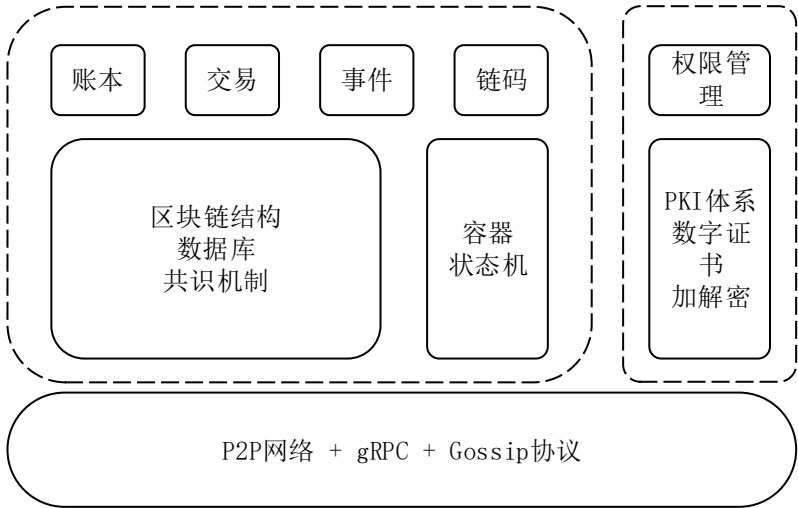 账本
交易
事件
链码
权限管
理
区块链结构
数据库
共识机制
容器
状态机
PKI体系
数字证
书
加解密
P2P网络 + gRPC + Gossip协议